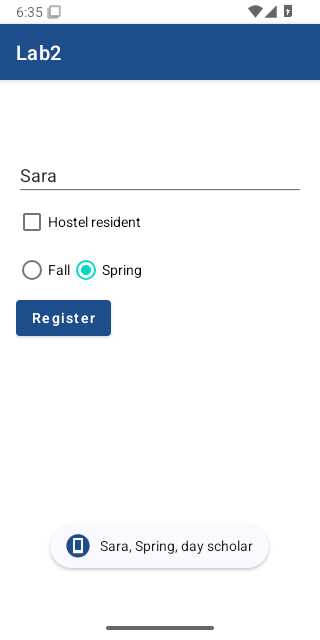 6:35
Lab2
Sara
Hostel resident
Fall Spring
Register
Sara, Spring, day scholar